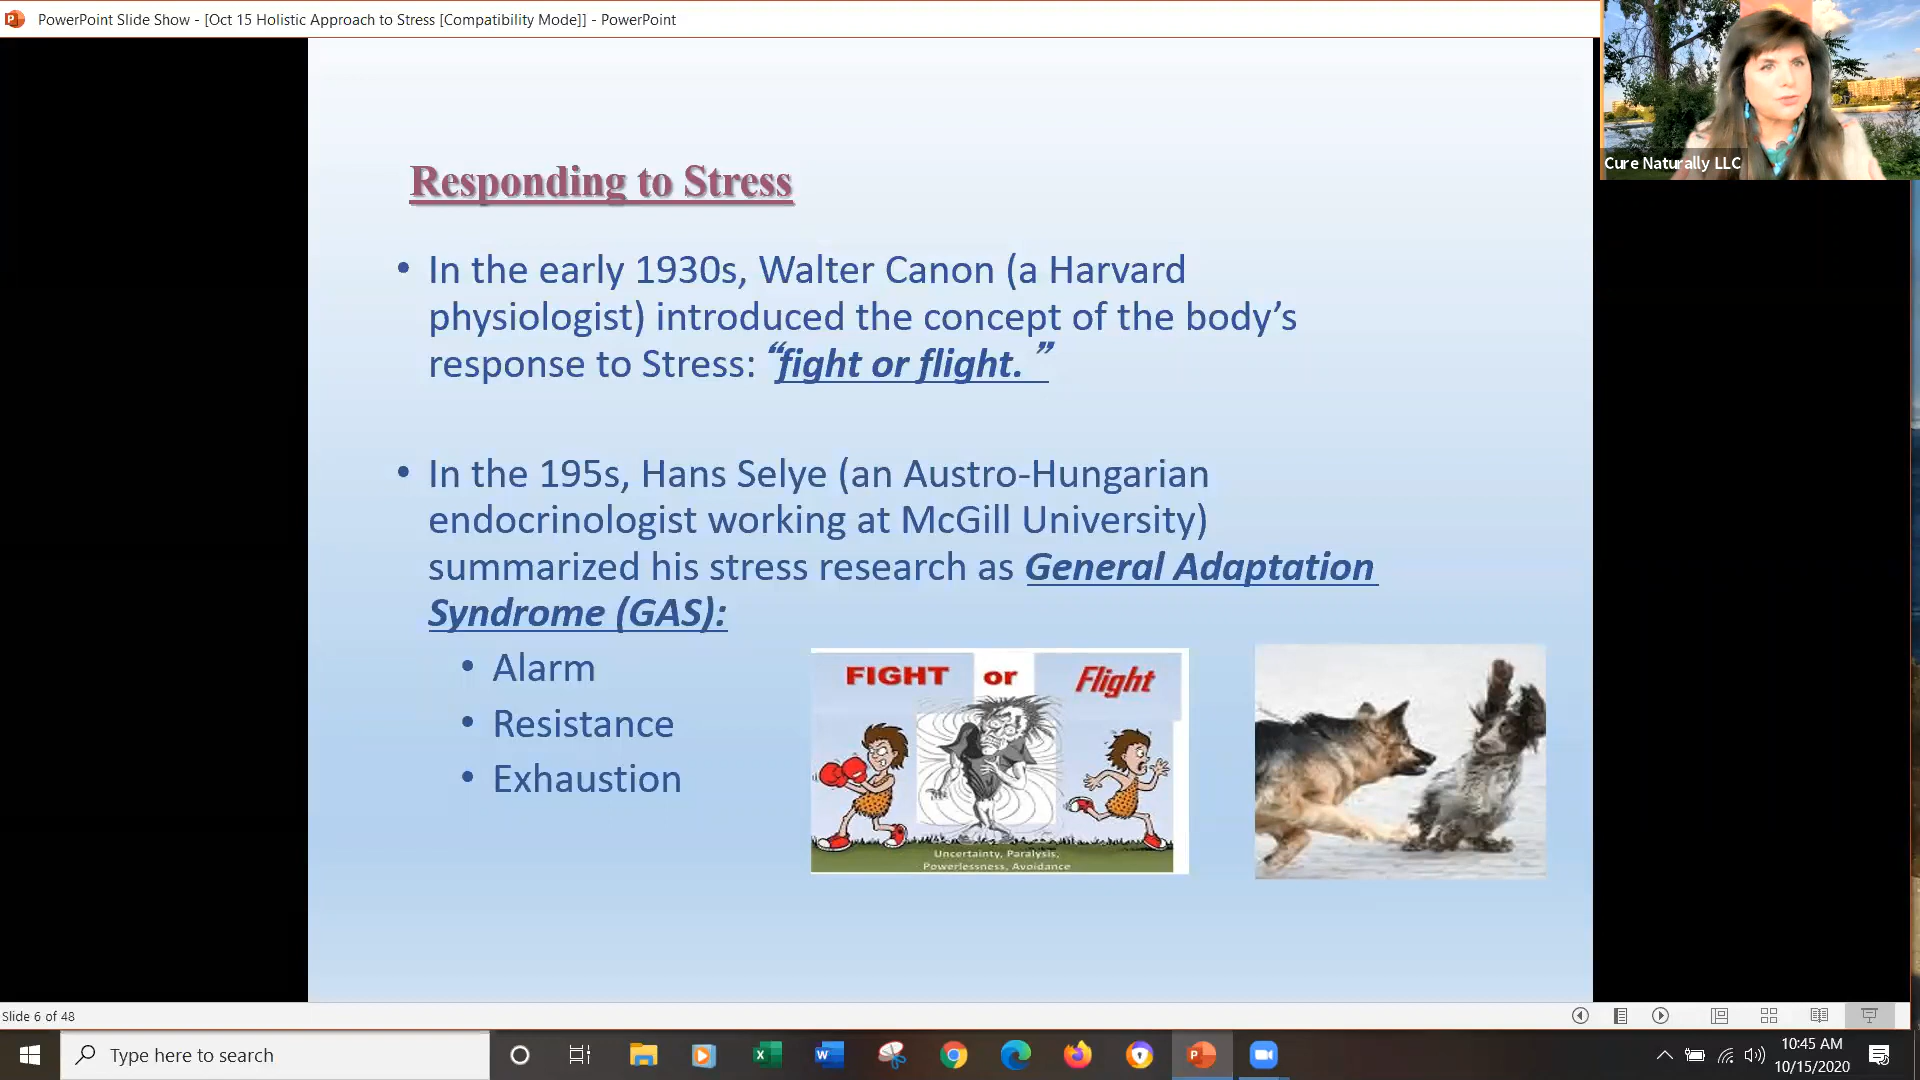 PowerPoint Slide Show - [Oct 15 Holistic Approach to Stress [Compatibility Mode]] - PowerPoint
Cure Naturally LLC
Responding to Stress
• In the early 1930s, Walter Canon (a Harvard
physiologist) introduced the concept of the body’s
response to Stress: “fight or flight. ”
• In the 195s, Hans Selye (an Austro-Hungarian
endocrinologist working at McGill University)
summarized his stress research as General Adaptation
Syndrome (GAS):
• Alarm
• Resistance
• Exhaustion
FIGHT or Flight
Uncertainty, Paralysis,
Powerlessness, Avoidance
Slide 6 of 48
Type here to search
10:45 AM
10/15/2020